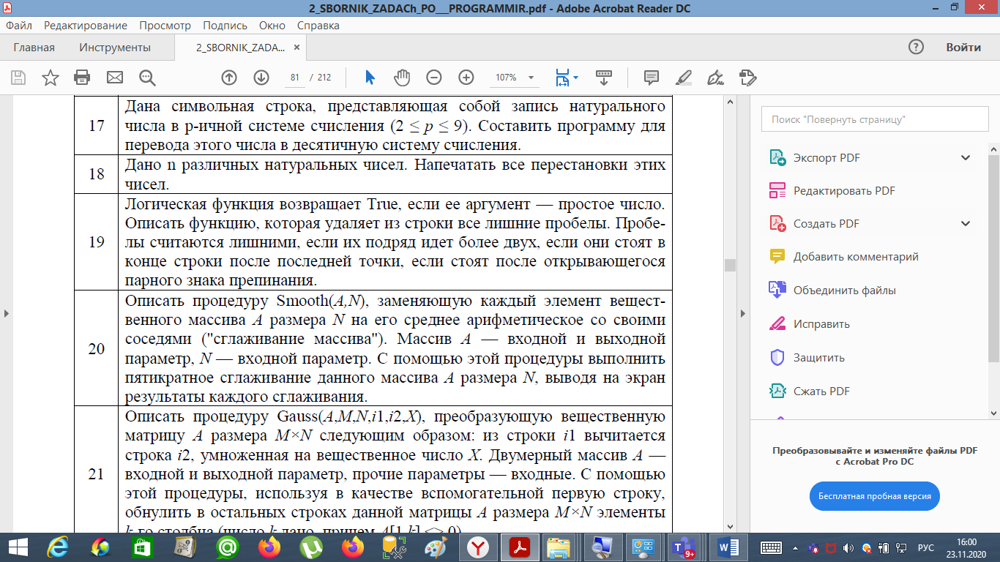 2_SBORNIK_ZADACh_PO___PROGRAMMIR.pdf - Adobe Acrobat Reader DC
Файл Редактирование Просмотр Подпись Окно Справка
Главная Инструменты 2_SBORNIK_ZADA... × Войти
81 / 212 107%
17
Дана символьная строка, представляющая собой запись натурального
числа в p-ичной системе счисления (2 ≤ p ≤ 9). Составить программу для
перевода этого числа в десятичную систему счисления.
18
Дано n различных натуральных чисел. Напечатать все перестановки этих
чисел.
19
Логическая функция возвращает True, если ее аргумент — простое число.
Описать функцию, которая удаляет из строки все лишние пробелы. Пробе-
лы считаются лишними, если их подряд идет более двух, если они стоят в
конце строки после последней точки, если стоят после открывающегося
парного знака препинания.
20
Описать процедуру Smooth(A,N), заменяющую каждый элемент вещест-
венного массива A размера N на его среднее арифметическое со своими
соседями ("сглаживание массива"). Массив A — входной и выходной
параметр, N — входной параметр. С помощью этой процедуры выполнить
пятикратное сглаживание данного массива A размера N, выводя на экран
результаты каждого сглаживания.
21
Описать процедуру Gauss(A,M,N,i1,i2,X), преобразующую вещественную
матрицу A размера M×N следующим образом: из строки i1 вычитается
строка i2, умноженная на вещественное число X. Двумерный массив A —
входной и выходной параметр, прочие параметры — входные. С помощью
этой процедуры, используя в качестве вспомогательной первую строку,
обнулить в остальных строках данной матрицы A размера M×N элементы
k-го столбца (число k дано, причем A[1,k] <> 0).
Поиск "Повернуть страницу"
Экспорт PDF
Редактировать PDF
Создать PDF
Добавить комментарий
Объединить файлы
Исправить
Защитить
Сжать PDF
Преобразовывайте и изменяйте файлы PDF
с Acrobat Pro DC
Бесплатная пробная версия
9+
РУС
16:00
23.11.2020